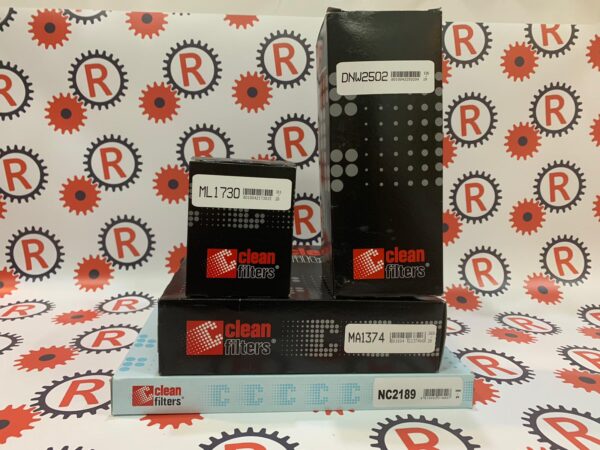 DNW2502
clean
filters®
ML1730
clean
filters®
clean
filters®
MA1374
clean
filters®
NC2189
R
R
R
R
R
R
R
R
R
R